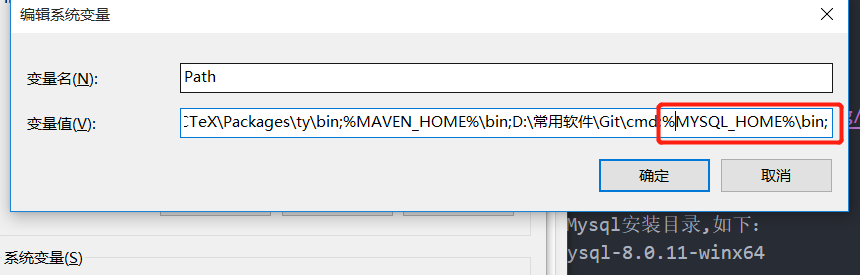 编辑系统变量
变量名(N):
Path
变量值(V):
CTeX\Packages\ty\bin;%MAVEN_HOME%\bin;D:\常用软件\Git\cmd;%MYSQL_HOME%\bin;
确定
取消
Mysql安装目录,如下:
系统变量(S)
ysql-8.0.11-winx64